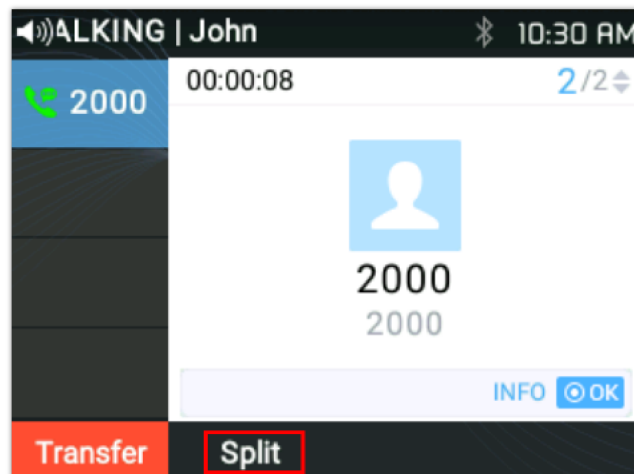 ALKING | John 10:30 AM
2000 00:00:08 2/2
2000
2000
INFO OK
Transfer Split